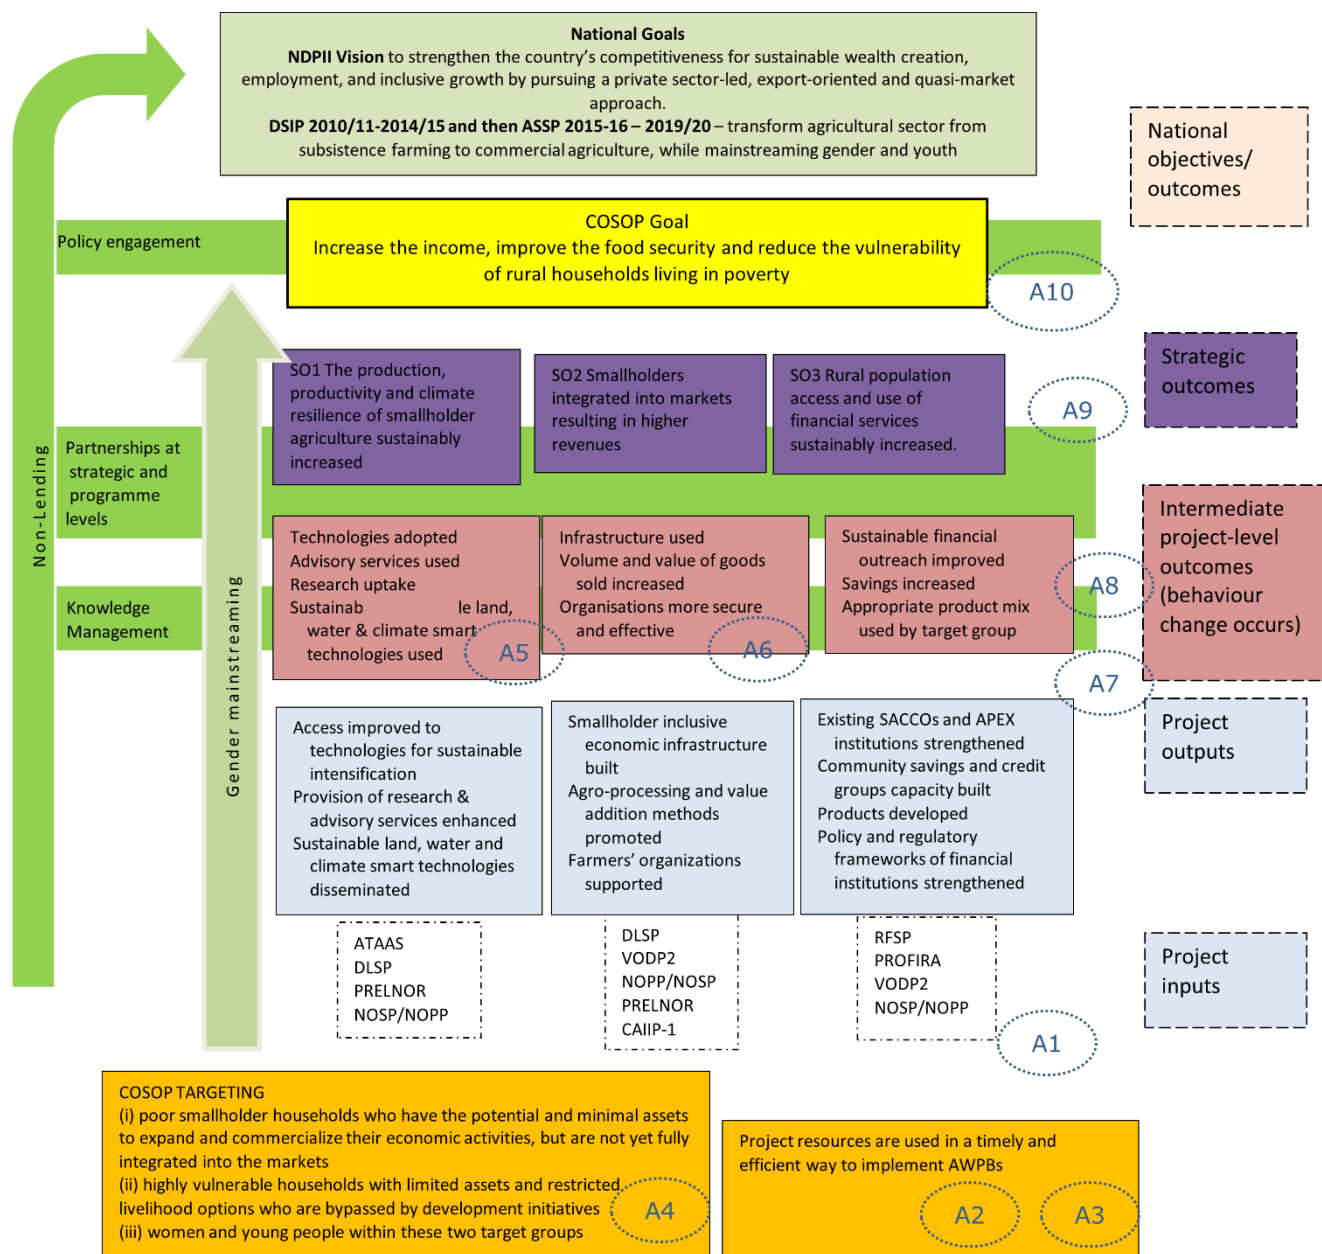 National Goals
NDPII Vision to strengthen the country's competitiveness for sustainable wealth creation,
employment, and inclusive growth by pursuing a private sector-led, export-oriented and quasi-market
approach.
DSIP 2010/11-2014/15 and then ASSP 2015-16 – 2019/20 – transform agricultural sector from
subsistence farming to commercial agriculture, while mainstreaming gender and youth
National
objectives/
outcomes
Policy engagement
COSOP Goal
Increase the income, improve the food security and reduce the vulnerability
of rural households living in poverty
A10
Non-Lending
Gender mainstreaming
SO1 The production,
productivity and climate
resilience of smallholder
agriculture sustainably
increased
SO2 Smallholders
integrated into markets
resulting in higher
revenues
SO3 Rural population
access and use of
financial services
sustainably increased.
A9
Strategic
outcomes
Partnerships at
strategic and
programme
levels
Knowledge
Management
Technologies adopted
Advisory services used
Research uptake
Sustainab le land,
water & climate smart
technologies used
A5
Infrastructure used
Volume and value of goods
sold increased
Organisations more secure
and effective
A6
Sustainable financial
outreach improved
Savings increased
Appropriate product mix
used by target group
A8
A7
Intermediate
project-level
outcomes
(behaviour
change occurs)
Access improved to
technologies for sustainable
intensification
Provision of research &
advisory services enhanced
Sustainable land, water and
climate smart technologies
disseminated
Smallholder inclusive
economic infrastructure
built
Agro-processing and value
addition methods
promoted
Farmers' organizations
supported
Existing SACCOs and APEX
institutions strengthened
Community savings and credit
groups capacity built
Products developed
Policy and regulatory
frameworks of financial
institutions strengthened
Project
outputs
ATAAS
DLSP
PRELNOR
NOSP/NOPP
DLSP
VODP2
NOPP/NOSP
PRELNOR
CAIIP-1
RFSP
PROFIRA
VODP2
NOSP/NOPP
A1
Project
inputs
COSOP TARGETING
(i) poor smallholder households who have the potential and minimal assets
to expand and commercialize their economic activities, but are not yet fully
integrated into the markets
(ii) highly vulnerable households with limited assets and restricted
livelihood options who are bypassed by development initiatives
(iii) women and young people within these two target groups
A4
Project resources are used in a timely and
efficient way to implement AWPBs
A2
A3